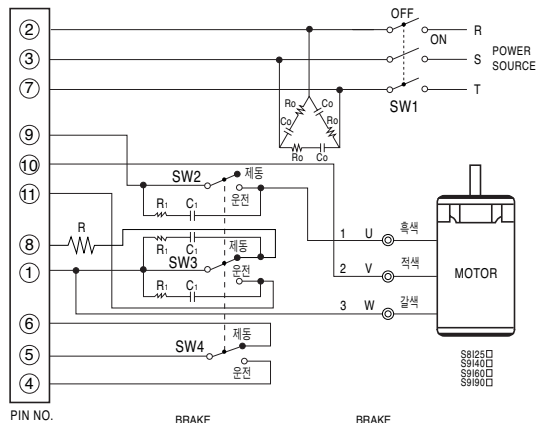 OFF
② ON R
③ S POWER SOURCE
⑦ T
SW1
Ro Co
Co Ro
Ro Co
⑨
⑩ SW2 제동
⑪ 운전
R1 C1
1 U 흑색
⑧ R
R1 C1 제동
① SW3 운전
2 V 적색
MOTOR
R1 C1
3 W 갈색
⑥ 제동
⑤ SW4
④ 운전
S8I25□
S9I40□
S9I60□
S9I90□
PIN NO.
BRAKE BRAKE